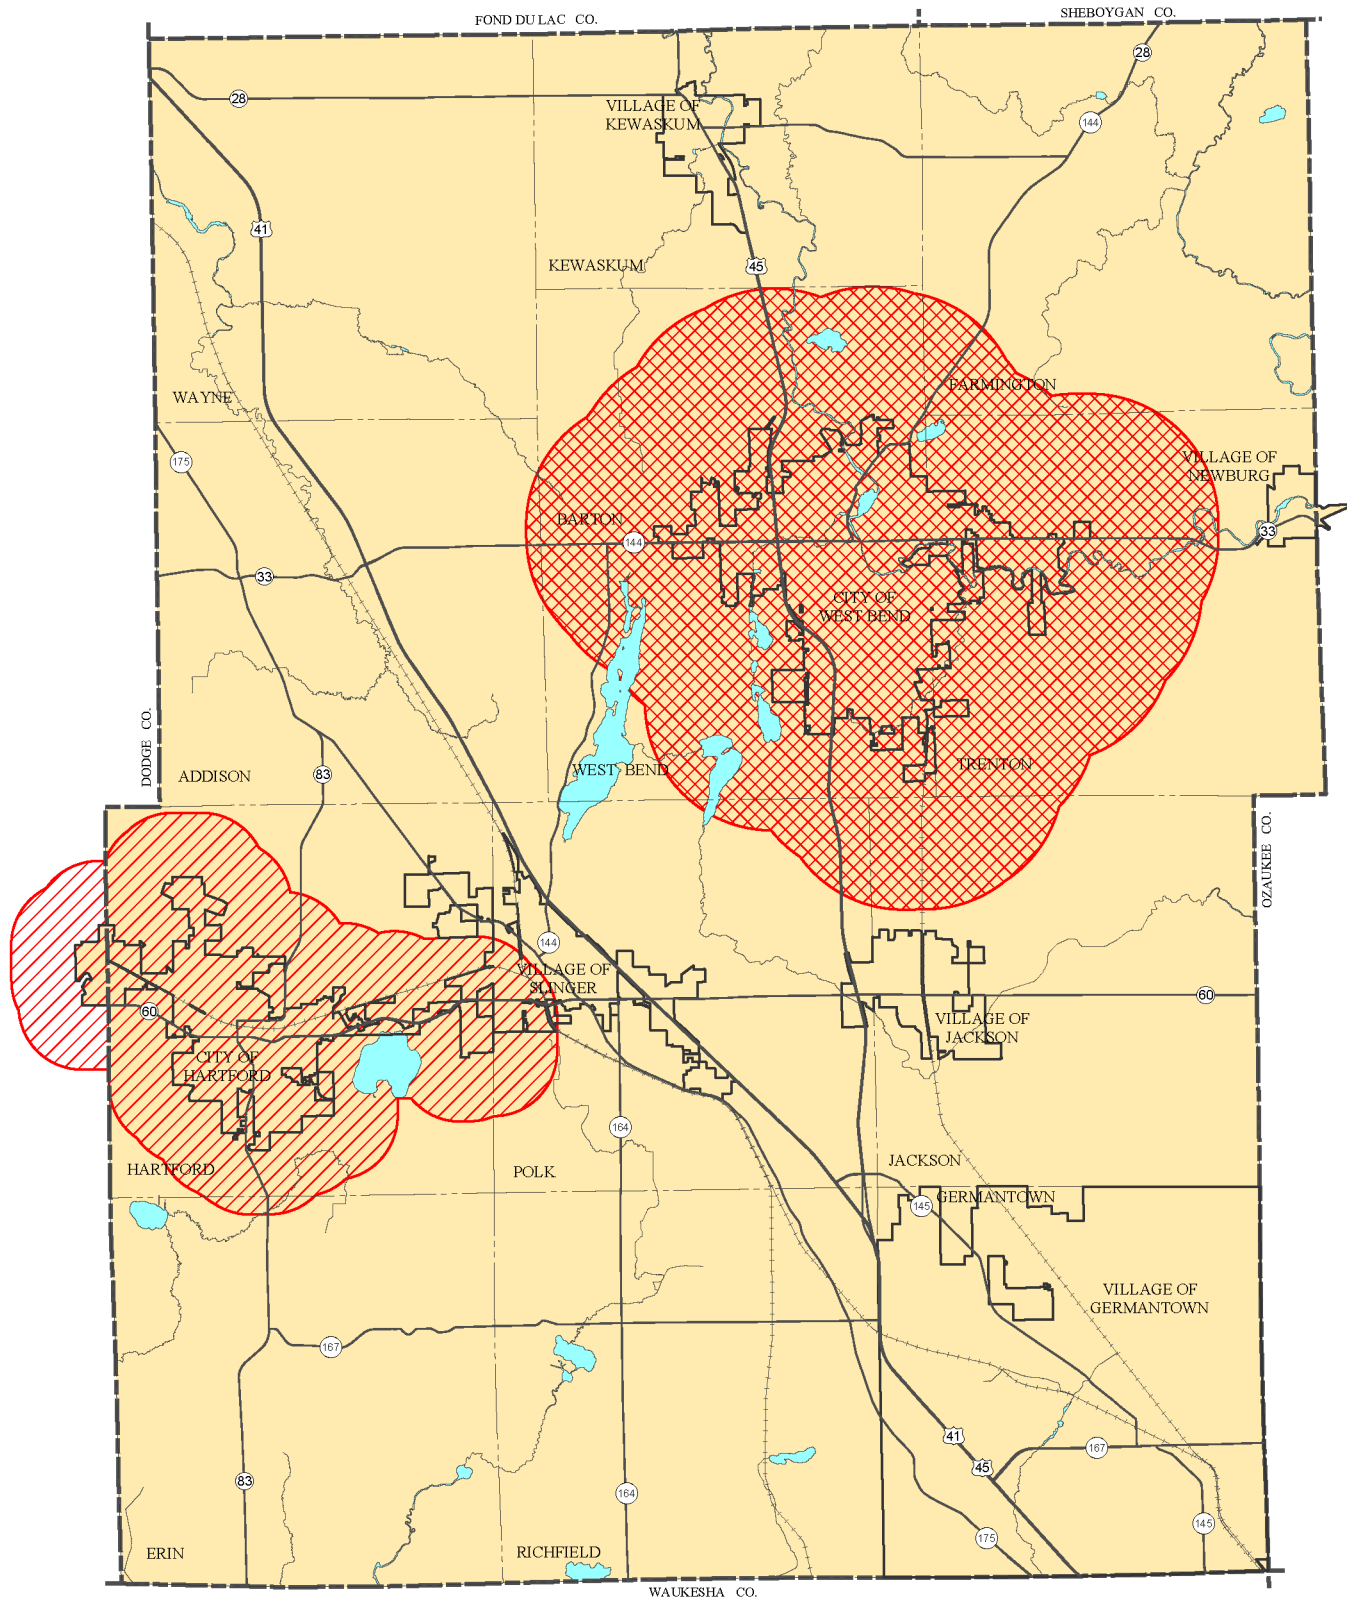 FOND DU LAC CO.
SHEBOYGAN CO.
28
28
VILLAGE OF
KEWASKUM
144
41
KEWASKUM
45
WAYNE
FARMINGTON
175
VILLAGE OF
NEWBURG
BARTON
144
33
33
CITY OF
WEST BEND
DODGE CO.
ADDISON
83
WEST BEND
TRENTON
OZAUKEE CO.
144
VILLAGE OF
SLINGER
60
60
VILLAGE OF
JACKSON
CITY OF
HARTFORD
164
HARTFORD
POLK
JACKSON
GERMANTOWN
145
VILLAGE OF
GERMANTOWN
167
41
167
45
83
164
145
175
ERIN
RICHFIELD
WAUKESHA CO.